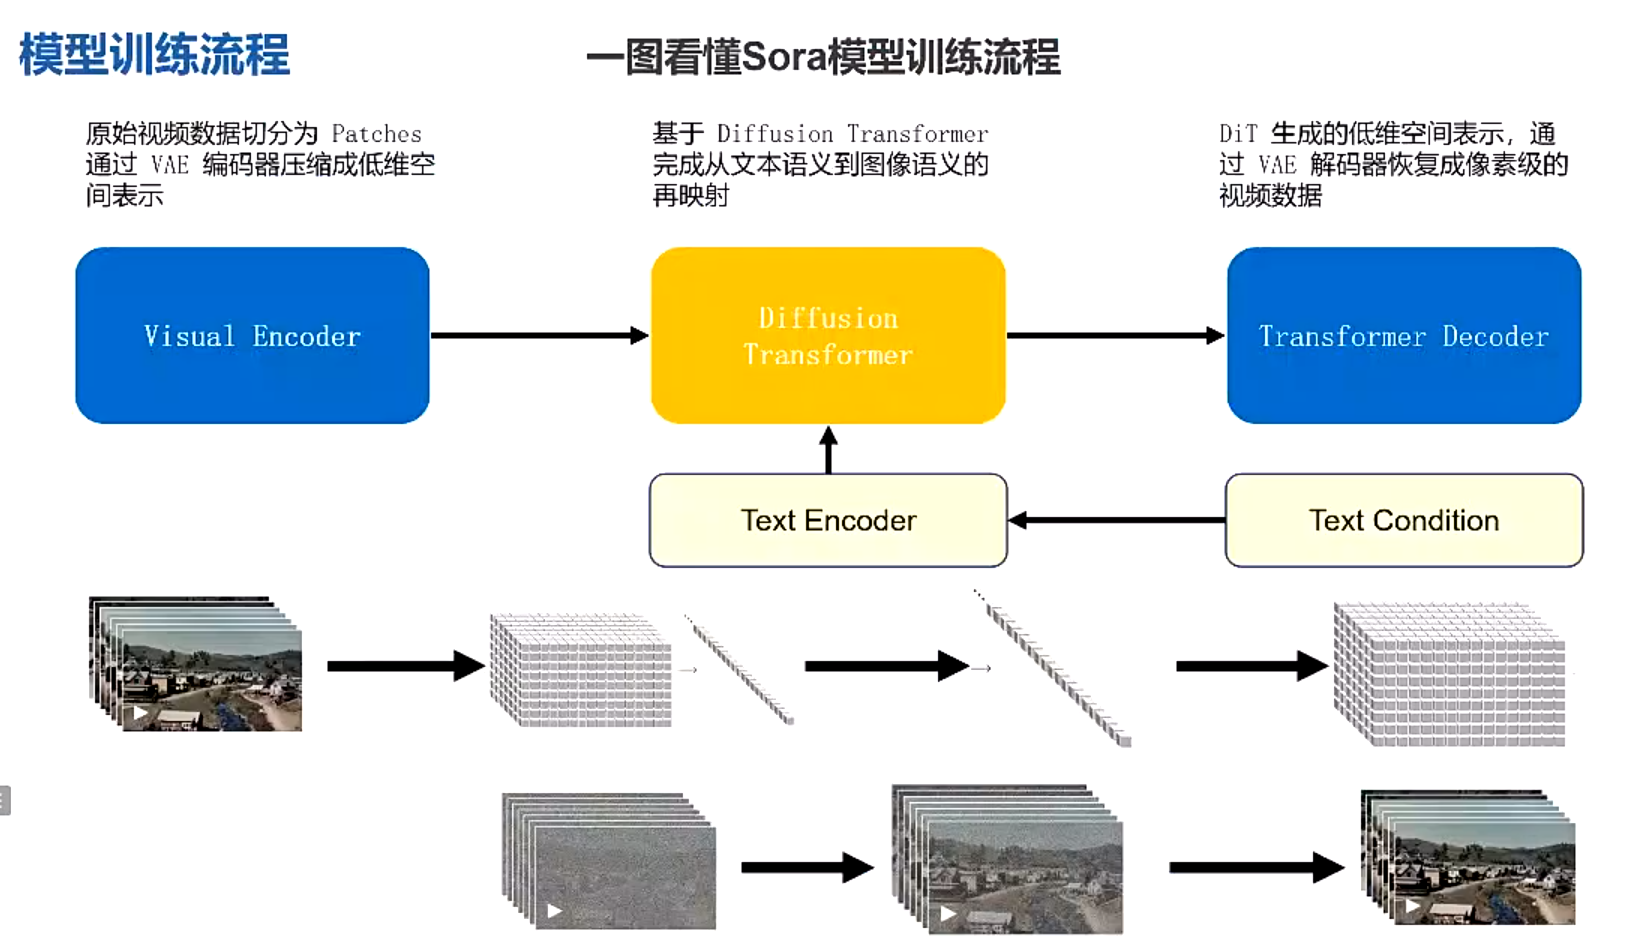 模型训练流程
一图看懂Sora模型训练流程
原始视频数据切分为 Patches
通过 VAE 编码器压缩成低维空
间表示
基于 Diffusion Transformer
完成从文本语义到图像语义的
再映射
DiT 生成的低维空间表示，通
过 VAE 解码器恢复成像素级的
视频数据
Visual Encoder
Diffusion
Transformer
Transformer Decoder
Text Encoder
Text Condition